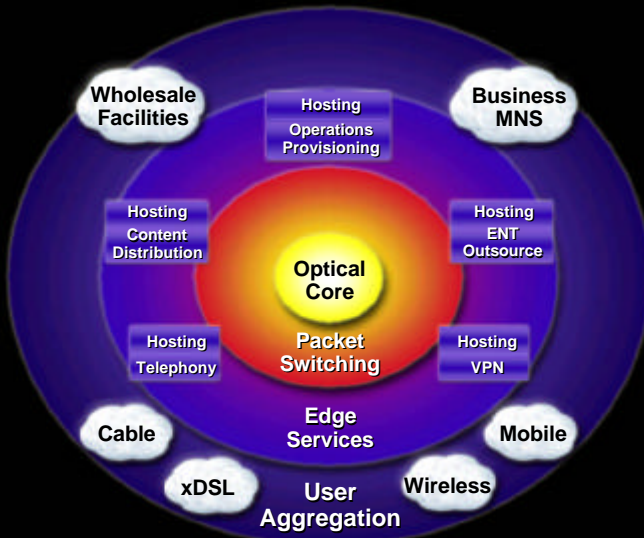 Wholesale
Facilities
Hosting
Operations
Provisioning
Business
MNS
Hosting
Content
Distribution
Hosting
ENT
Outsource
Optical
Core
Hosting
Telephony
Packet
Switching
Hosting
VPN
Cable
Edge
Services
Mobile
xDSL
User
Aggregation
Wireless